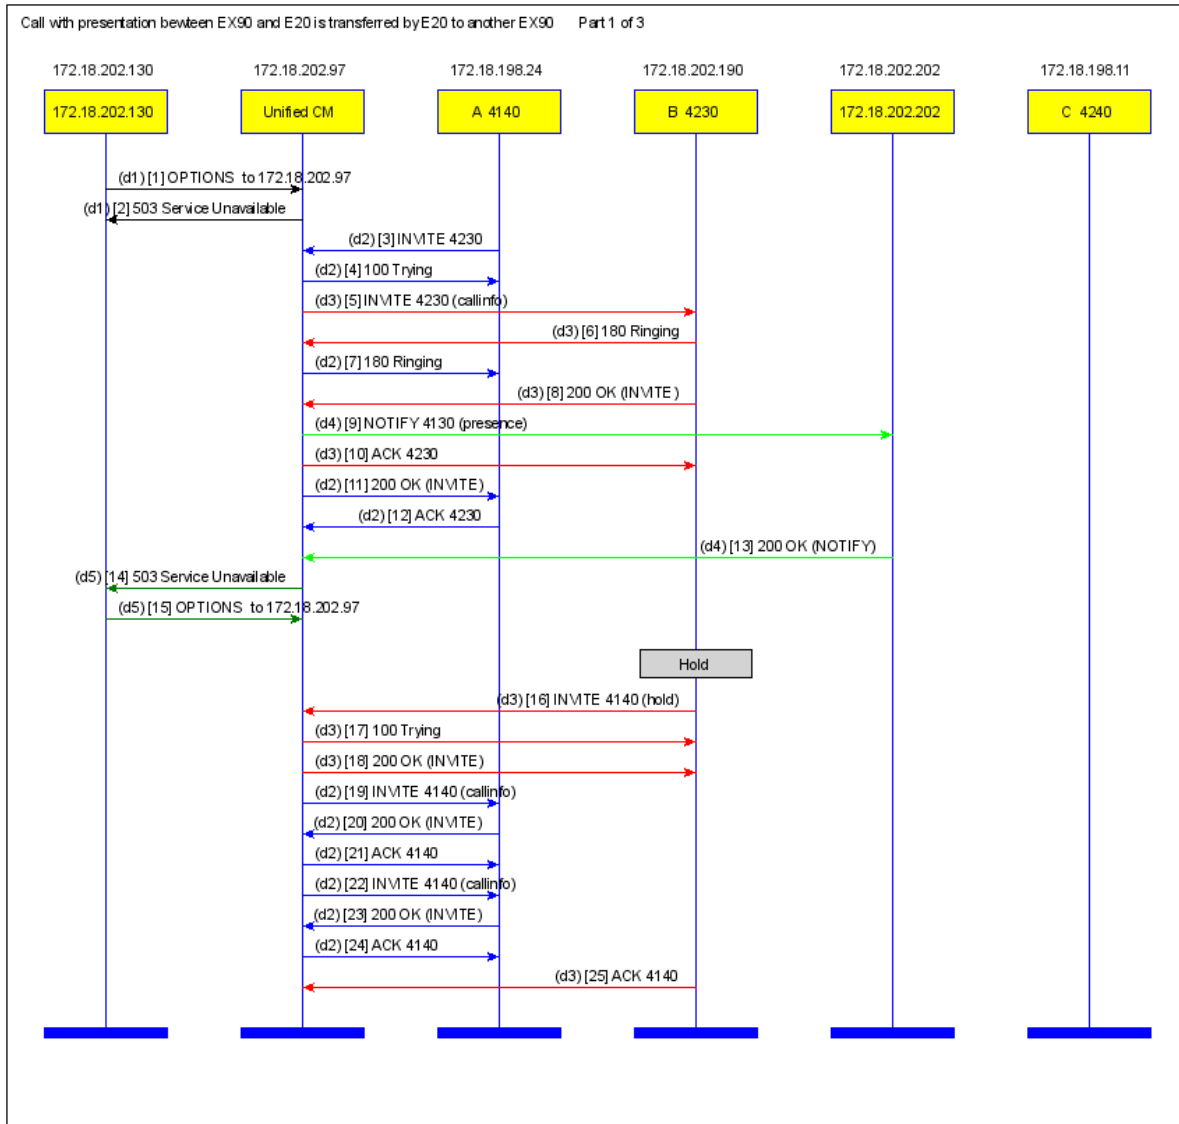 Call with presentation bewteen EX90 and E20 is transferred by E20 to another EX90 Part 1 of 3
172.18.202.130 172.18.202.97 172.18.198.24 172.18.202.190 172.18.202.202 172.18.198.11
172.18.202.130 Unified CM A 4140 B 4230 172.18.202.202 C 4240
(d1) [1] OPTIONS to 172.18.202.97
(d1) [2] 503 Service Unavailable
(d2) [3] INVITE 4230
(d2) [4] 100 Trying
(d3) [5] INVITE 4230 (callinfo)
(d3) [6] 180 Ringing
(d2) [7] 180 Ringing
(d3) [8] 200 OK (INVITE)
(d4) [9] NOTIFY 4130 (presence)
(d3) [10] ACK 4230
(d2) [11] 200 OK (INVITE)
(d2) [12] ACK 4230
(d4) [13] 200 OK (NOTIFY)
(d5) [14] 503 Service Unavailable
(d5) [15] OPTIONS to 172.18.202.97
Hold
(d3) [16] INVITE 4140 (hold)
(d3) [17] 100 Trying
(d3) [18] 200 OK (INVITE)
(d2) [19] INVITE 4140 (callinfo)
(d2) [20] 200 OK (INVITE)
(d2) [21] ACK 4140
(d2) [22] INVITE 4140 (callinfo)
(d2) [23] 200 OK (INVITE)
(d2) [24] ACK 4140
(d3) [25] ACK 4140